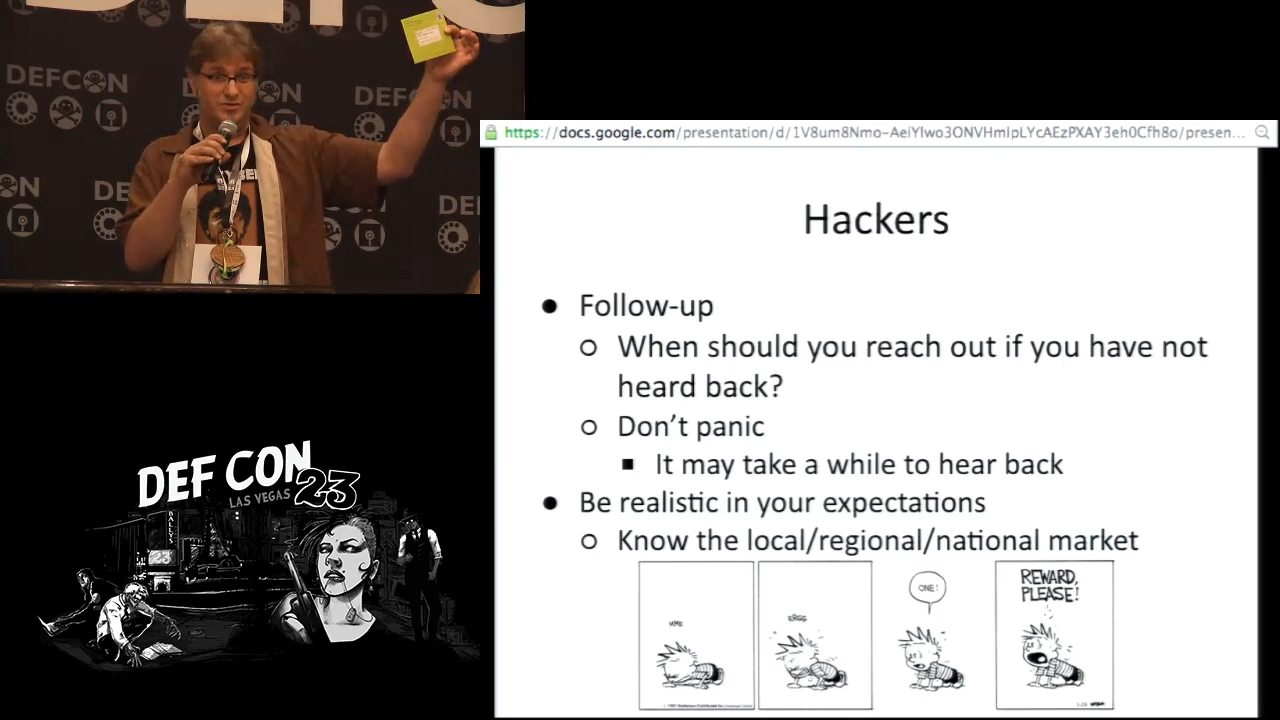 DEFCON
DEFCON
DEFCON
https://docs.google.com/presentation/d/1V8um8Nmo-AeiYlwo3ONVHmIpLYcAEzPXAY3eh0Cfh8o/presen...
Hackers
● Follow-up
○ When should you reach out if you have not
heard back?
○ Don't panic
■ It may take a while to hear back
● Be realistic in your expectations
○ Know the local/regional/national market
ONE!
REWARD,
PLEASE!
DEF CON
LAS VEGAS 23
BALLYS